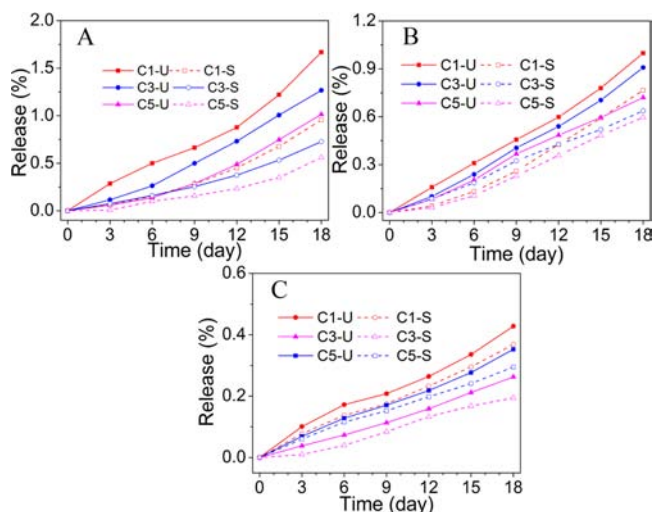 A
Release (%)
2.0
1.5
1.0
0.5
0.0
C1-U C1-S
C3-U C3-S
C5-U C5-S
0 3 6 9 12 15 18
Time (day)
B
Release (%)
1.2
0.9
0.6
0.3
0.0
C1-U C1-S
C3-U C3-S
C5-U C5-S
0 3 6 9 12 15 18
Time (day)
C
Release (%)
0.6
0.4
0.2
0.0
C1-U C1-S
C3-U C3-S
C5-U C5-S
0 3 6 9 12 15 18
Time (day)